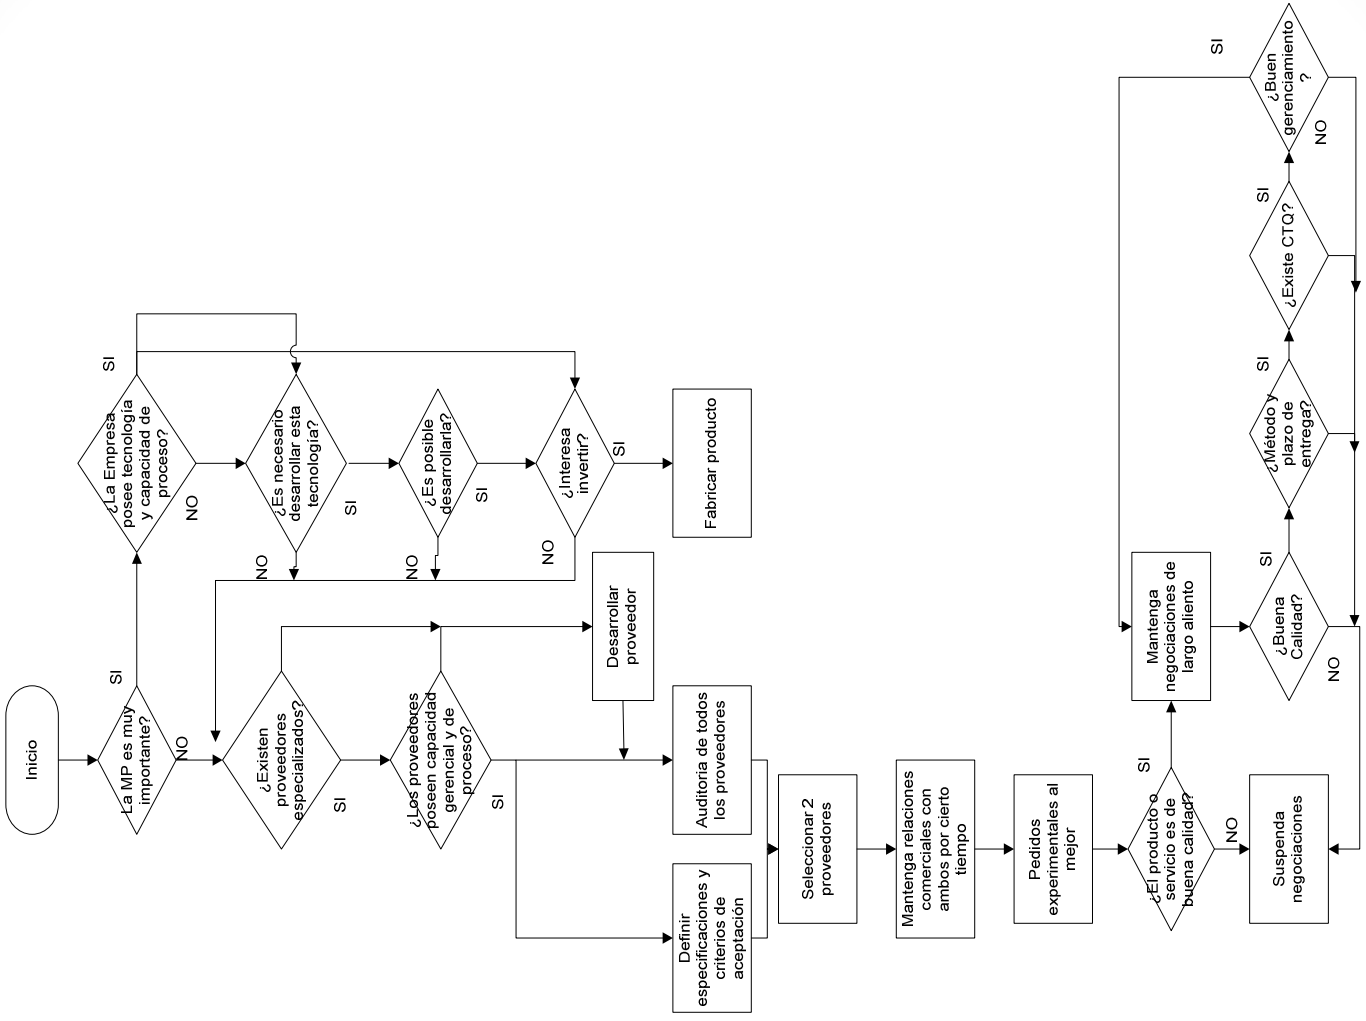 Inicio
La MP es muy
importante?
SI
NO
¿La Empresa
posee tecnología
y capacidad de
proceso?
SI
NO
¿Es necesario
desarrollar esta
tecnología?
SI
NO
¿Es posible
desarrollarla?
SI
NO
¿Interesa
invertir?
SI
NO
Fabricar producto
¿Existen
proveedores
especializados?
SI
¿Los proveedores
poseen capacidad
gerencial y de
proceso?
SI
Desarrollar
proveedor
Auditoria de todos
los proveedores
Definir
especificaciones y
criterios de
aceptación
Seleccionar 2
proveedores
Mantenga relaciones
comerciales con
ambos por cierto
tiempo
Pedidos
experimentales al
mejor
¿El producto o
servicio es de
buena calidad?
SI
NO
Mantenga
negociaciones de
largo aliento
Suspenda
negociaciones
¿Buena
Calidad?
SI
NO
¿Método y
plazo de
entrega?
SI
¿Existe CTQ?
SI
¿Buen
gerenciamiento
?
SI
NO